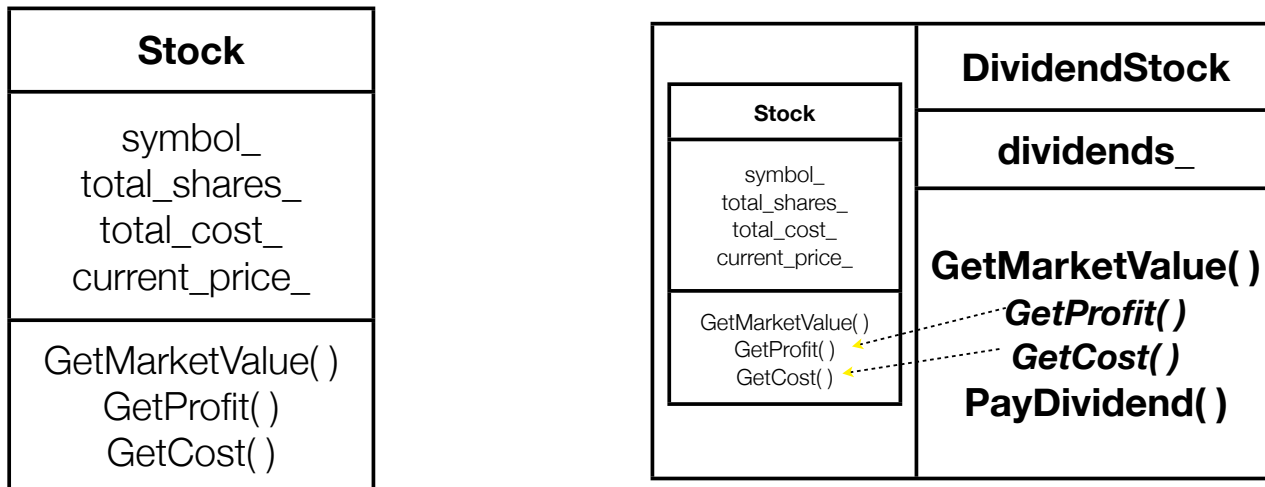 Stock
symbol_
total_shares_
total_cost_
current_price_
GetMarketValue( )
GetProfit( )
GetCost( )
Stock
symbol_
total_shares_
total_cost_
current_price_
GetMarketValue( )
GetProfit( )
GetCost( )
DividendStock
dividends_
GetMarketValue( )
GetProfit( )
GetCost( )
PayDividend( )